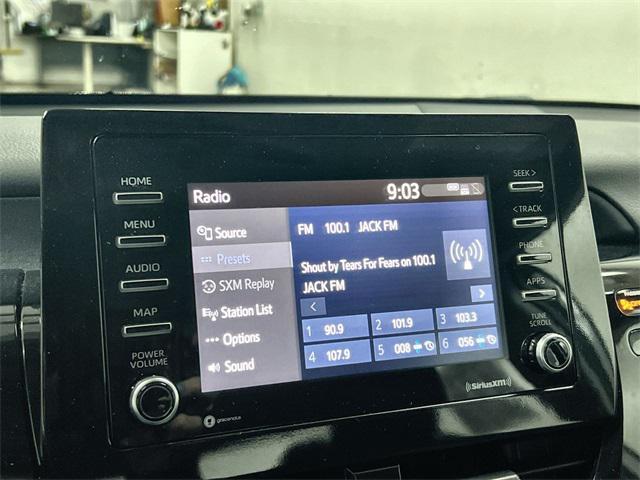 HOME
MENU
AUDIO
MAP
POWER
VOLUME
Radio
9:03
Source
Presets
SXM Replay
Station List
Options
Sound
FM 100.1 JACK FM
Shout by Tears For Fears on 100.1
JACK FM
<
>
1 90.9
2 101.9
3 103.3
4 107.9
5 008
6 056
SEEK >
< TRACK
PHONE
APPS
TUNE
SCROLL
gracenote
SiriusXM